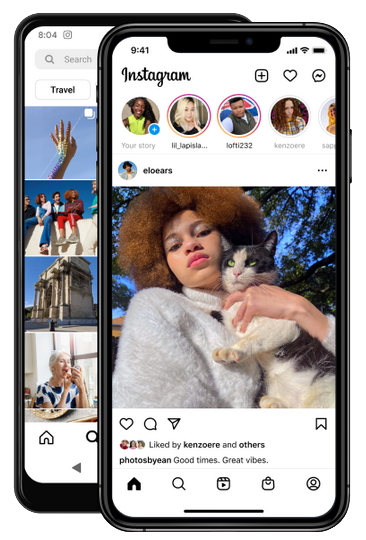 8:04
Search
Travel
9:41
Instagram
Your story
lil_lapisla...
lofti232
kenzoere
sapp
eloears
Liked by kenzoere and others
photosbyean Good times. Great vibes.